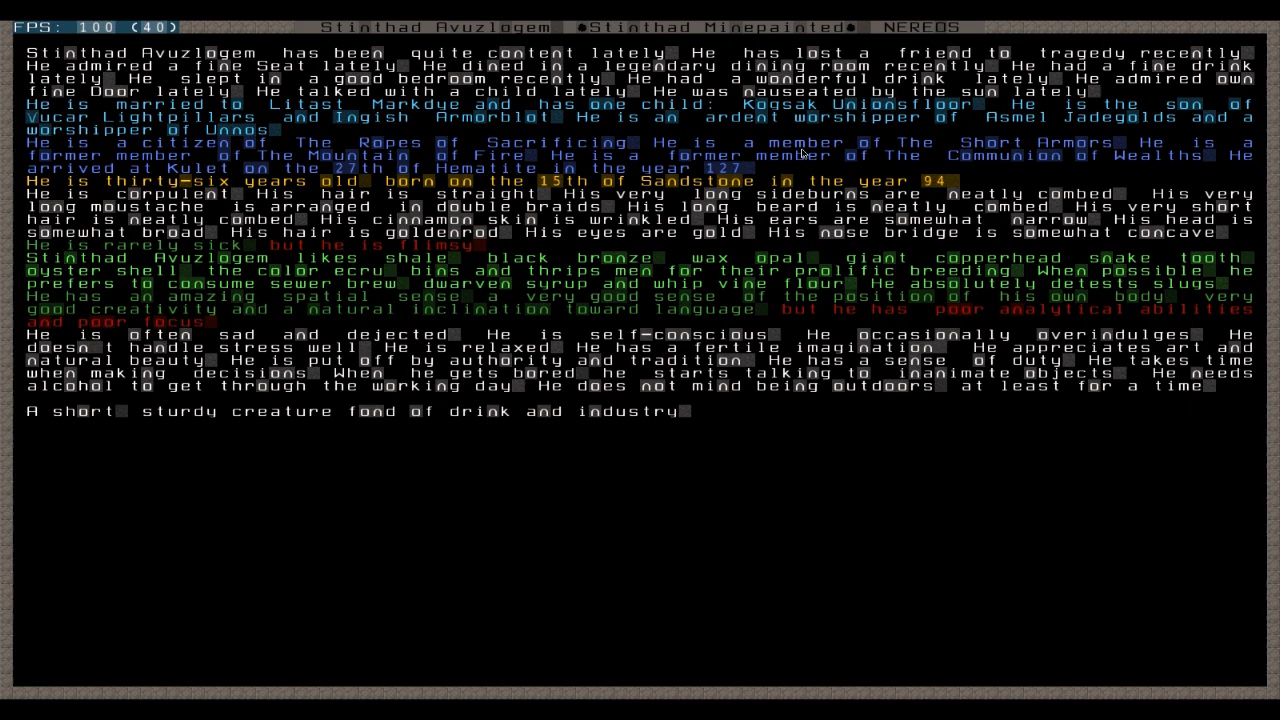 FPS: 100 (40) Stinthad Avuzlogem ☻Stinthad Minepainted☻ NEREOS
Stinthad Avuzlogem has been quite content lately. He has lost a friend to tragedy recently.
He admired a fine Seat lately. He dined in a legendary dining room recently. He had a fine drink
lately. He slept in a good bedroom recently. He had a wonderful drink lately. He admired own
fine Door lately. He talked with a child lately. He was nauseated by the sun lately.
He is married to Litast Markdye and has one child: Kogsak Unionsfloor. He is the son of
Vucar Lightpillars and Ingish Armorblot. He is an ardent worshipper of Asmel Jadegolds and a
worshipper of Unnos.
He is a citizen of The Ropes of Sacrificing. He is a member of The Short Armors. He is a
former member of The Mountain of Fire. He is a former member of The Communion of Wealths. He
arrived at Kulet on the 27th of Hematite in the year 127.
He is thirty-six years old, born on the 15th of Sandstone in the year 94.
He is corpulent. His hair is straight. His very long sideburns are neatly combed. His very
long moustache is arranged in double braids. His long beard is neatly combed. His very short
hair is neatly combed. His cinnamon skin is wrinkled. His ears are somewhat narrow. His head is
somewhat broad. His hair is goldenrod. His eyes are gold. His nose bridge is somewhat concave.
He is rarely sick, but he is flimsy.
Stinthad Avuzlogem likes shale, black bronze, wax opal, giant copperhead snake tooth,
oyster shell, the color ecru, bins and thrips men for their prolific breeding. When possible, he
prefers to consume sewer brew, dwarven syrup and whip vine flour. He absolutely detests slugs.
He has an amazing spatial sense, a very good sense of the position of his own body, very
good creativity and a natural inclination toward language, but he has poor analytical abilities
and poor focus.
He is often sad and dejected. He is self-conscious. He occasionally overindulges. He
doesn't handle stress well. He is relaxed. He has a fertile imagination. He appreciates art and
natural beauty. He is put off by authority and tradition. He has a sense of duty. He takes time
when making decisions. When he gets bored, he starts talking to inanimate objects. He needs
alcohol to get through the working day. He does not mind being outdoors, at least for a time.
A short, sturdy creature fond of drink and industry.